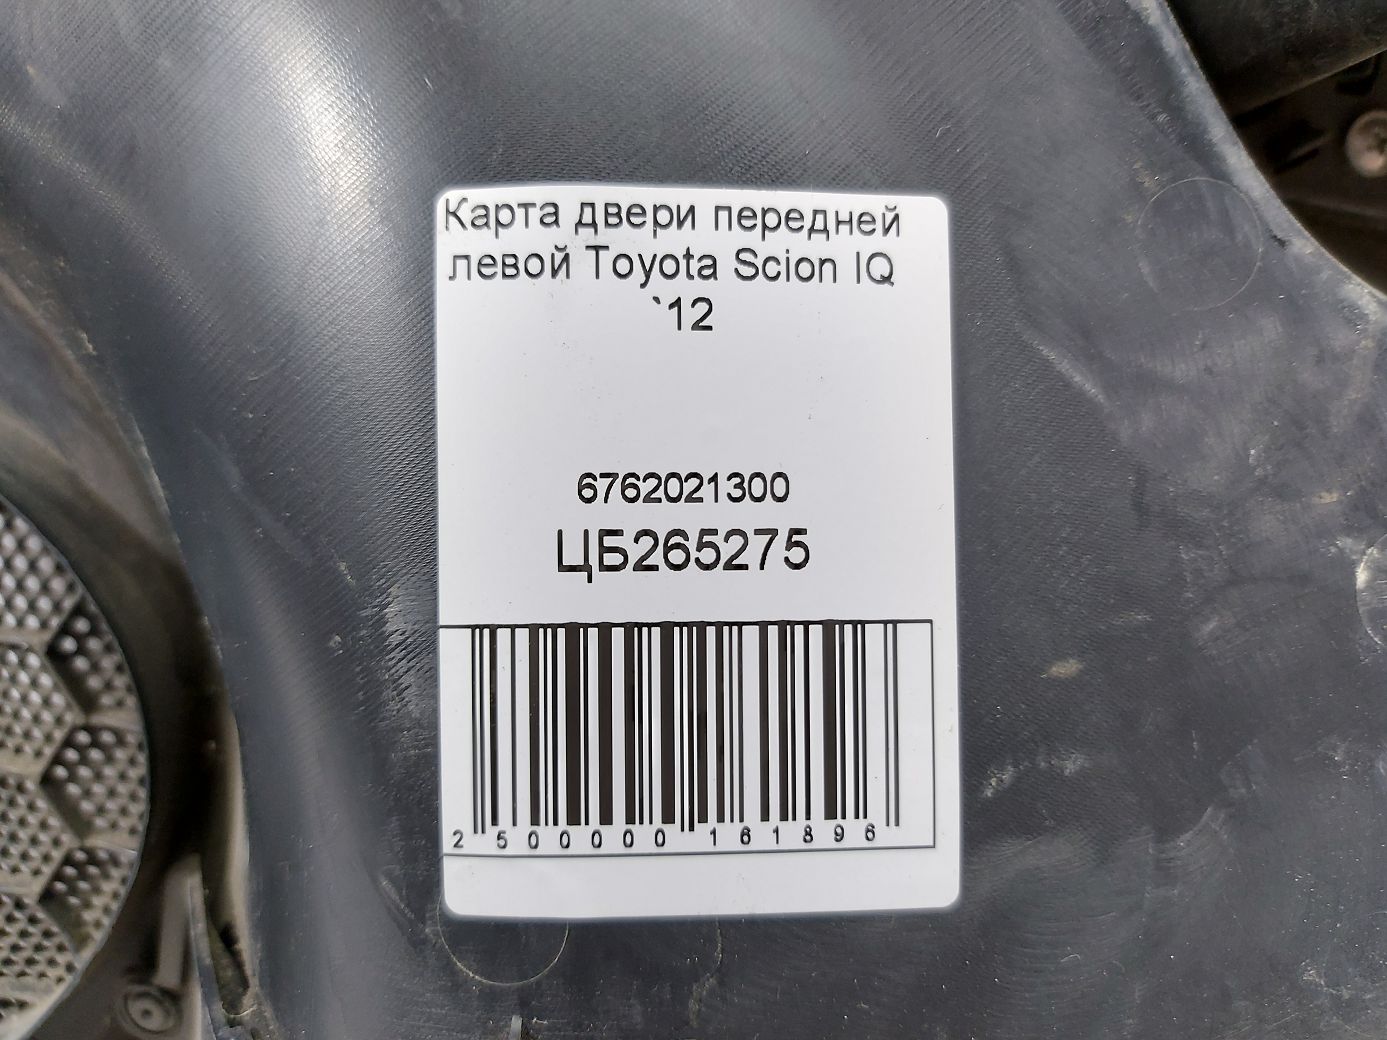 Карта двери передней
левой Toyota Scion IQ
`12
6762021300
ЦБ265275
2 500000 161896